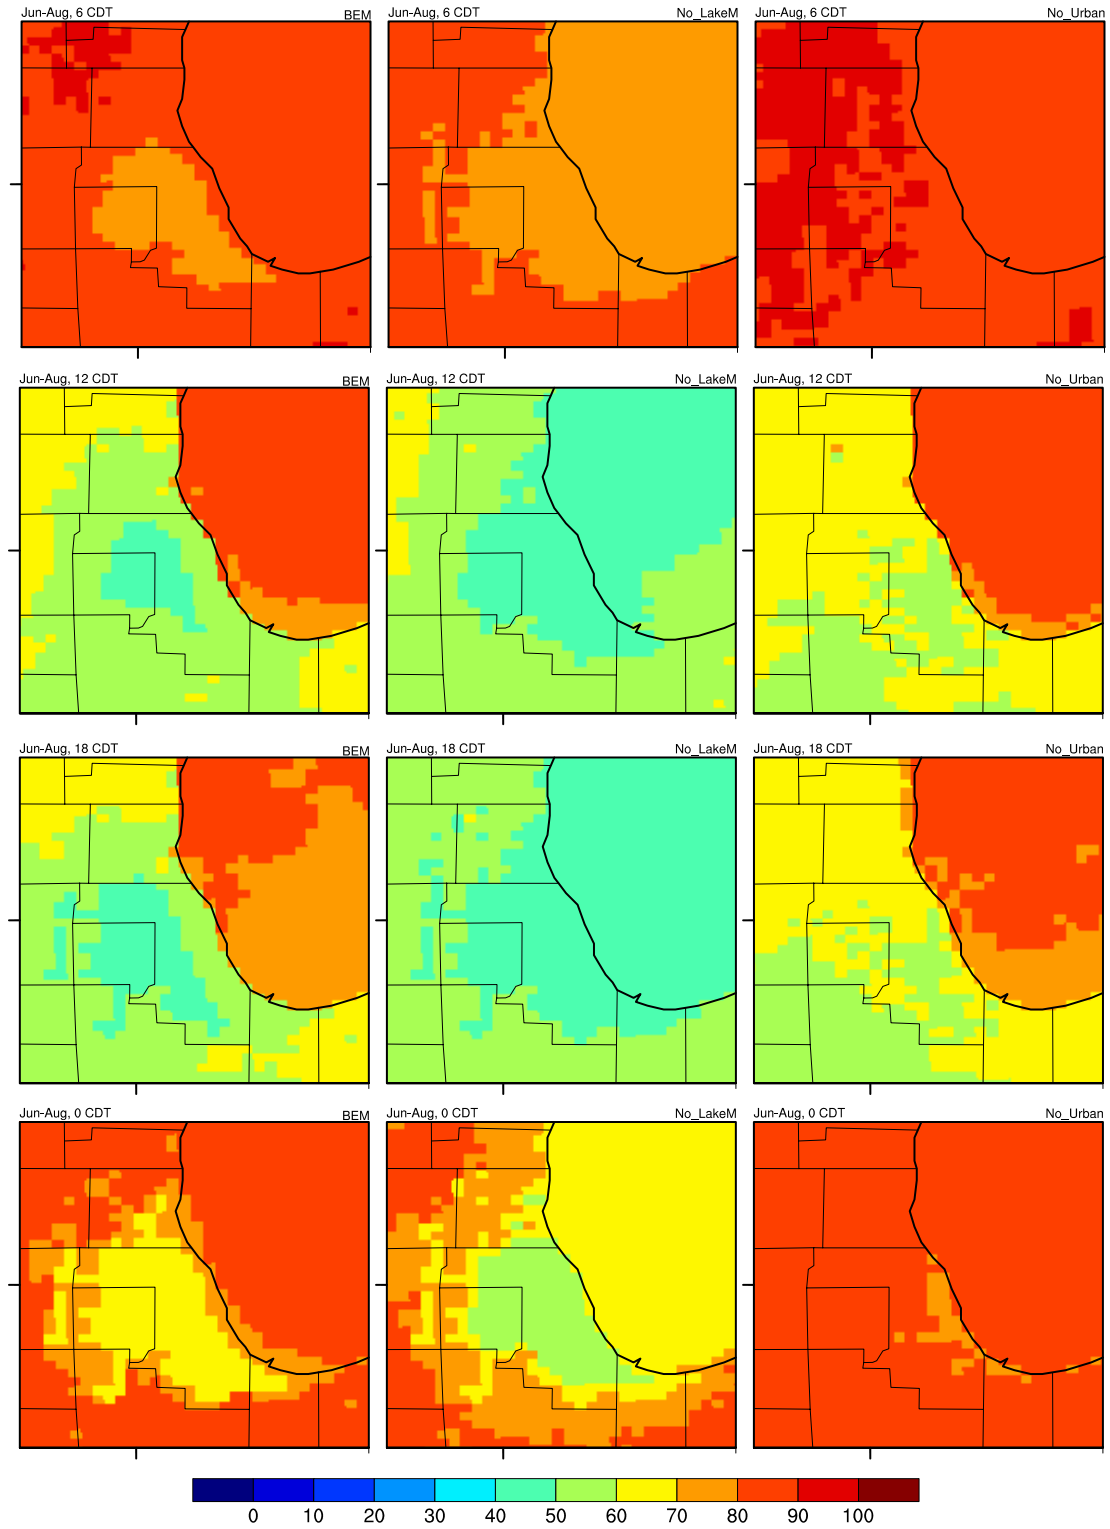 Jun-Aug, 6 CDT BEM Jun-Aug, 6 CDT No_LakeM Jun-Aug, 6 CDT No_Urban
Jun-Aug, 12 CDT BEM Jun-Aug, 12 CDT No_LakeM Jun-Aug, 12 CDT No_Urban
Jun-Aug, 18 CDT BEM Jun-Aug, 18 CDT No_LakeM Jun-Aug, 18 CDT No_Urban
Jun-Aug, 0 CDT BEM Jun-Aug, 0 CDT No_LakeM Jun-Aug, 0 CDT No_Urban
0 10 20 30 40 50 60 70 80 90 100